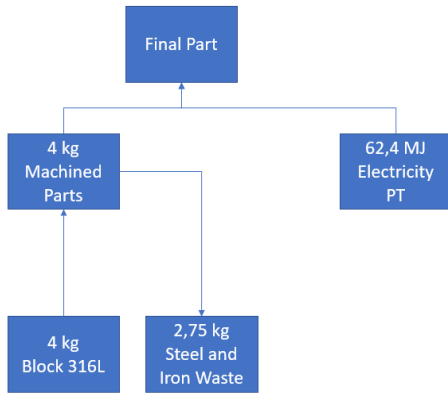 Final Part
4 kg
Machined
Parts
62,4 MJ
Electricity
PT
4 kg
Block 316L
2,75 kg
Steel and
Iron Waste